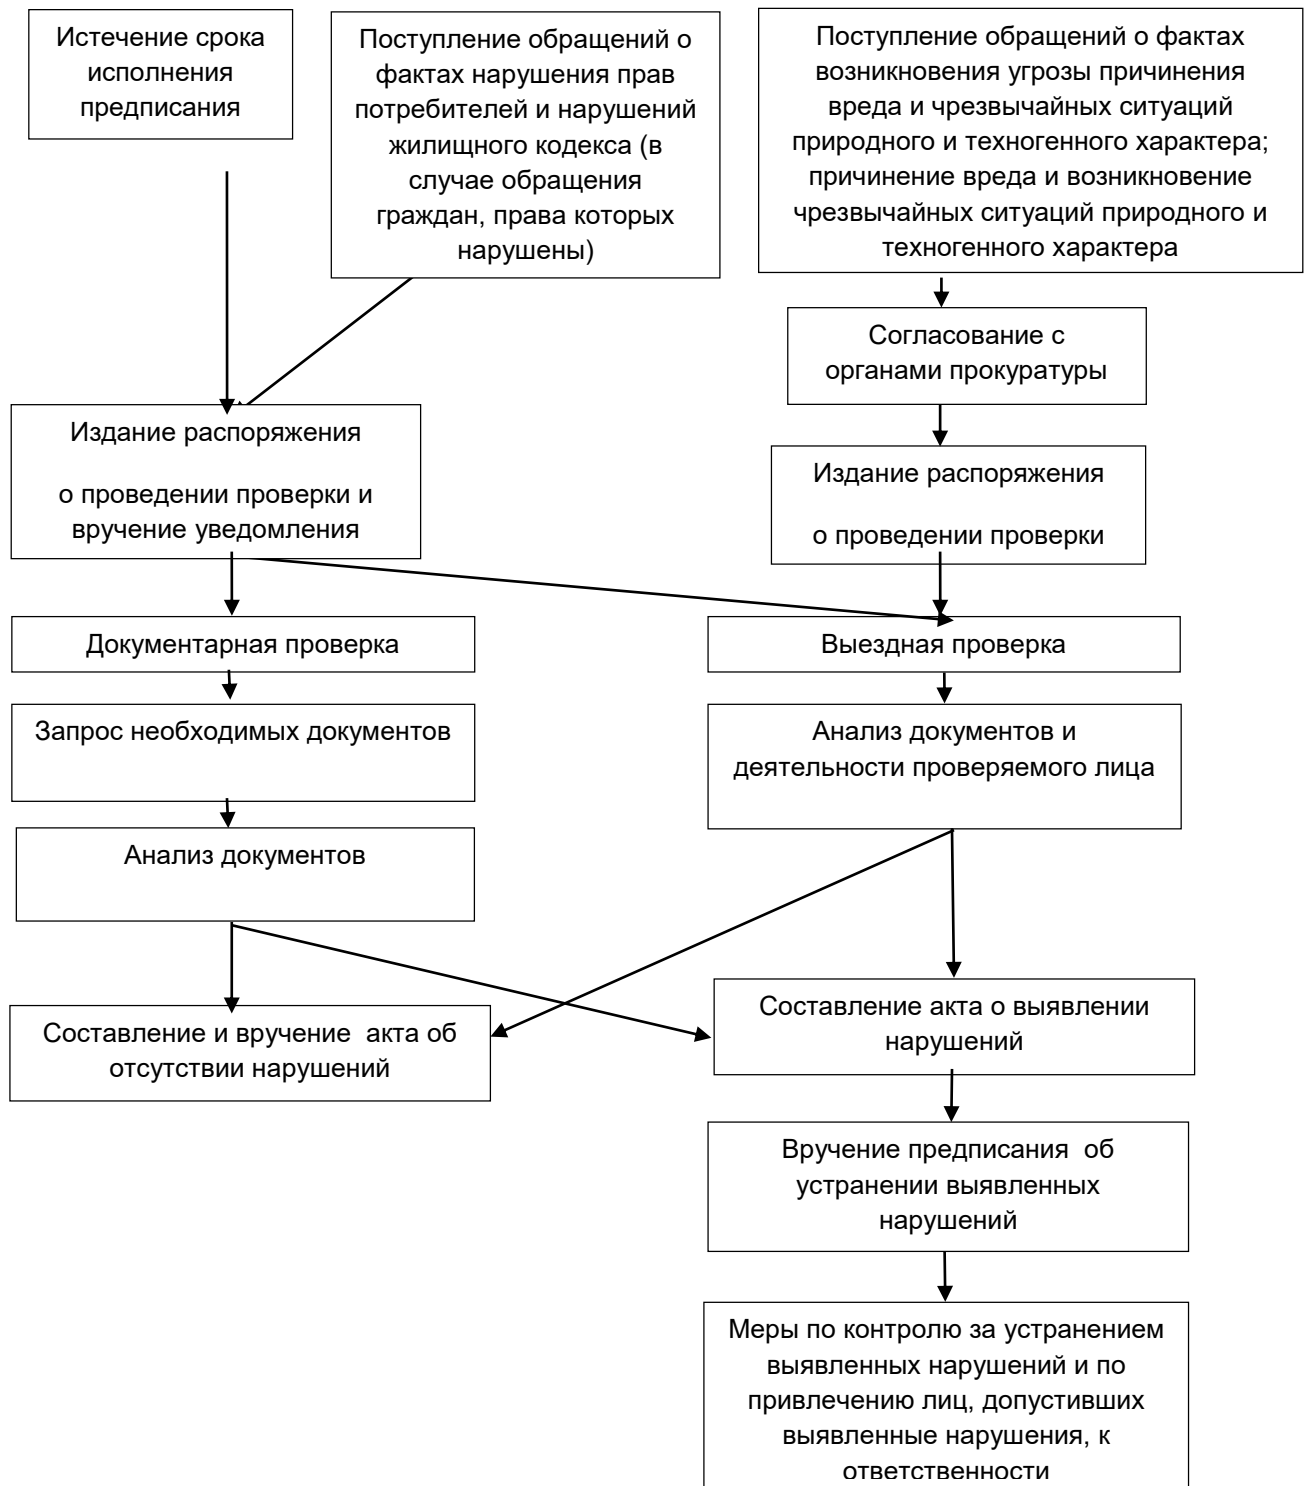 Истечение срока
исполнения
предписания
Поступление обращений о
фактах нарушения прав
потребителей и нарушений
жилищного кодекса (в
случае обращения
граждан, права которых
нарушены)
Поступление обращений о фактах
возникновения угрозы причинения
вреда и чрезвычайных ситуаций
природного и техногенного характера;
причинение вреда и возникновение
чрезвычайных ситуаций природного и
техногенного характера
Согласование с
органами прокуратуры
Издание распоряжения
о проведении проверки и
вручение уведомления
Издание распоряжения
о проведении проверки
Документарная проверка
Выездная проверка
Запрос необходимых документов
Анализ документов и
деятельности проверяемого лица
Анализ документов
Составление и вручение  акта об
отсутствии нарушений
Составление акта о выявлении
нарушений
Вручение предписания  об
устранении выявленных
нарушений
Меры по контролю за устранением
выявленных нарушений и по
привлечению лиц, допустивших
выявленные нарушения, к
ответственности